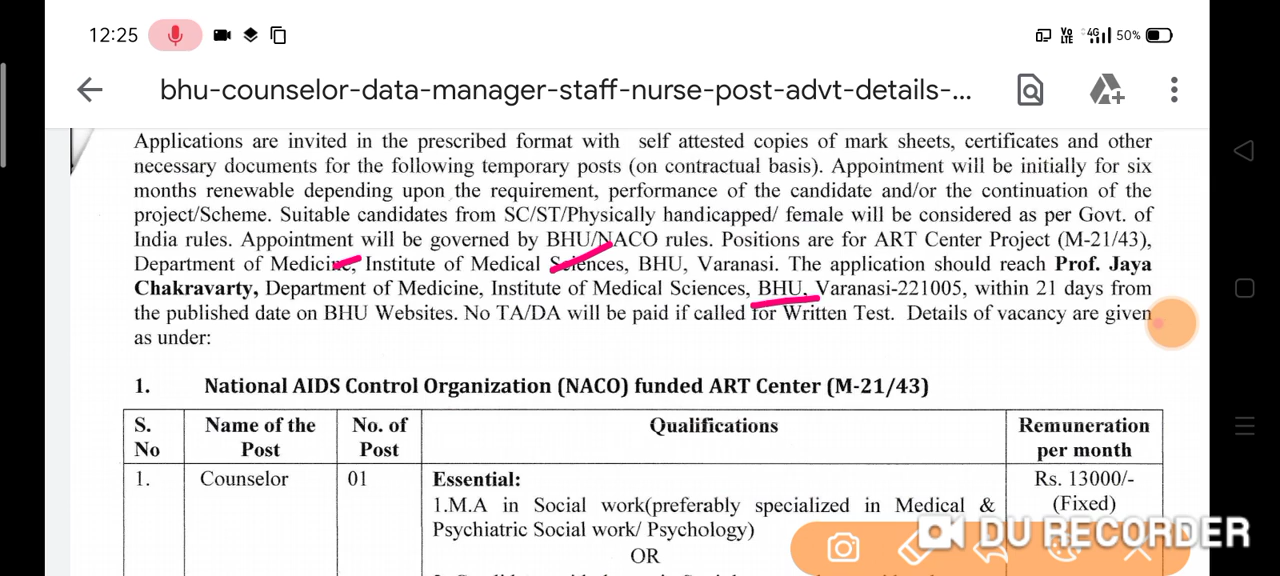 12:25
Vo LTE 4G 50%
bhu-counselor-data-manager-staff-nurse-post-advt-details-...
Applications are invited in the prescribed format with self attested copies of mark sheets, certificates and other
necessary documents for the following temporary posts (on contractual basis). Appointment will be initially for six
months renewable depending upon the requirement, performance of the candidate and/or the continuation of the
project/Scheme. Suitable candidates from SC/ST/Physically handicapped/ female will be considered as per Govt. of
India rules. Appointment will be governed by BHU/NACO rules. Positions are for ART Center Project (M-21/43),
Department of Medicine, Institute of Medical Sciences, BHU, Varanasi. The application should reach Prof. Jaya
Chakravarty, Department of Medicine, Institute of Medical Sciences, BHU, Varanasi-221005, within 21 days from
the published date on BHU Websites. No TA/DA will be paid if called for Written Test. Details of vacancy are given
as under:
1. National AIDS Control Organization (NACO) funded ART Center (M-21/43)
S. No Name of the Post No. of Post Qualifications Remuneration per month
1. Counselor 01 Essential: Rs. 13000/-
1.M.A in Social work(preferably specialized in Medical & (Fixed)
Psychiatric Social work/ Psychology)
OR
DU RECORDER